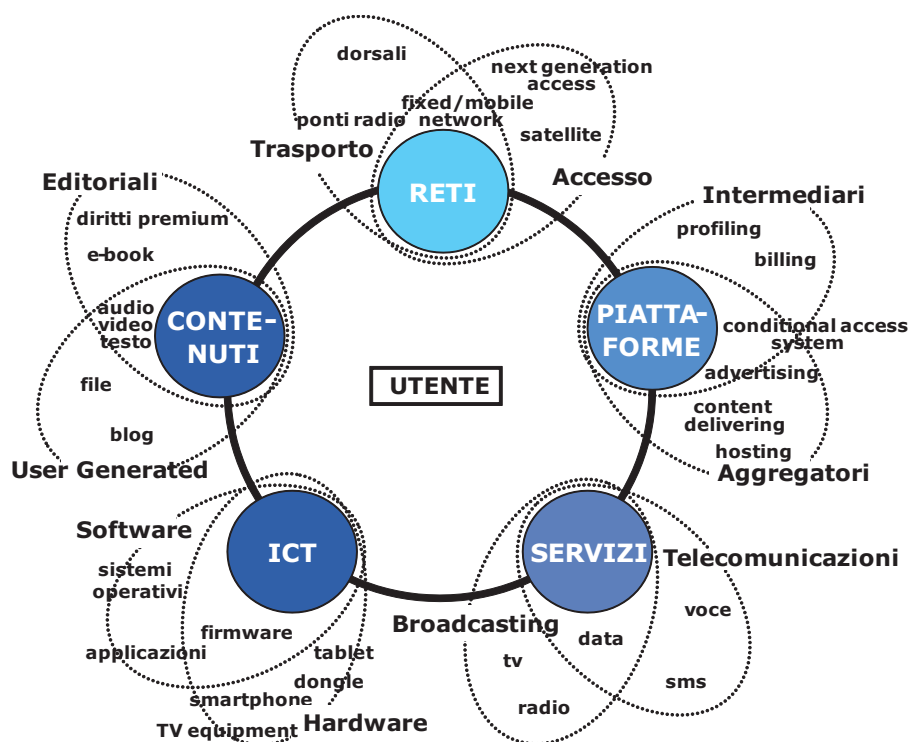 dorsali
next generation
access
fixed/mobile
ponti radio network
satellite
Trasporto
Accesso
RETI
Editoriali
diritti premium
e-book
audio
video
testo
CONTE-
NUTI
file
blog
User Generated
Intermediari
profiling
billing
PIATTA-
FORME
conditional access
system
advertising
content
delivering
hosting
Aggregatori
UTENTE
Software
sistemi
operativi
ICT
firmware
applicazioni
tablet
dongle
smartphone
TV equipment
Hardware
SERVIZI
Telecomunicazioni
Broadcasting
voce
data
tv
sms
radio